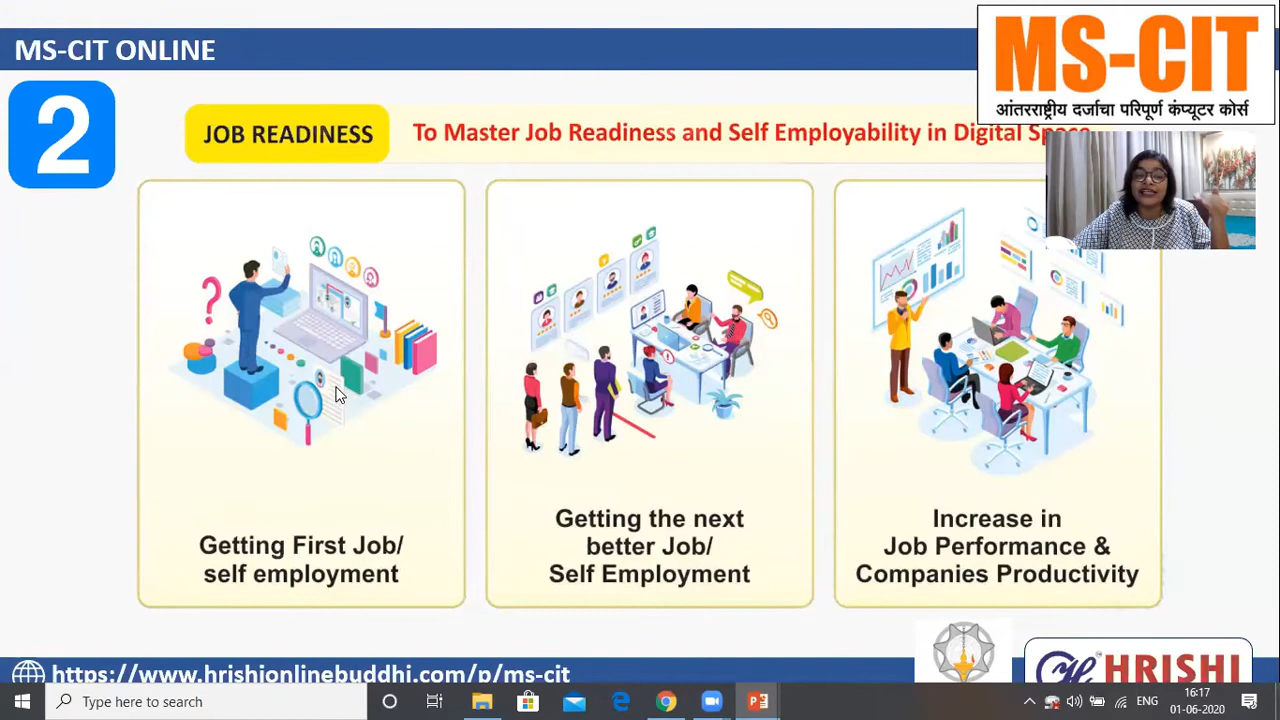 MS-CIT ONLINE
MS-CIT
आंतरराष्ट्रीय दर्जाचा परिपूर्ण कंप्यूटर कोर्स
2
JOB READINESS
To Master Job Readiness and Self Employability in Digital Space
Getting First Job/
self employment
Getting the next
better Job/
Self Employment
Increase in
Job Performance &
Companies Productivity
https://www.hrishionlinebuddhi.com/p/ms-cit
HRISHI
Type here to search
ENG
16:17
01-06-2020